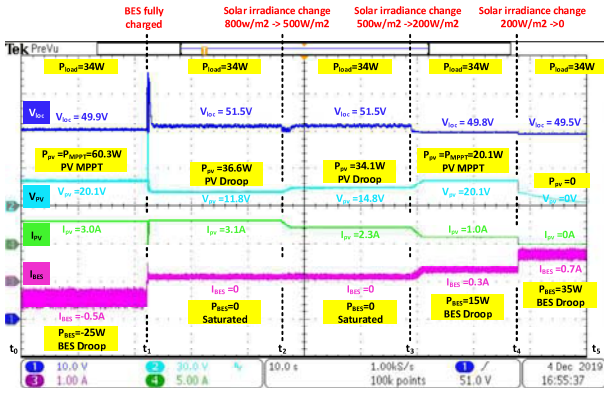 BES fully
charged
Solar irradiance change
800w/m2 -> 500W/m2
Solar irradiance change
500w/m2 ->200W/m2
Solar irradiance change
200W/m2 ->0
Tek PreVu
Pload=34W
Pload=34W
Pload=34W
Pload=34W
Pload=34W
Vloc
Vloc = 49.9V
Vloc = 51.5V
Vloc = 51.5V
Vloc = 49.8V
Vloc = 49.5V
Ppv =PMPPT=60.3W
PV MPPT
Ppv = 36.6W
PV Droop
Ppv = 34.1W
PV Droop
Ppv =PMPPT=20.1W
PV MPPT
Ppv =0
VPV
Vpv =20.1V
Vpv =11.8V
Vpv =14.8V
Vpv =20.1V
Vpv =0V
IPV
Ipv =3.0A
Ipv =3.1A
Ipv =2.3A
Ipv =1.0A
Ipv =0A
IBES
IBES =-0.5A
IBES =0
IBES =0
IBES =0.3A
IBES =0.7A
PBES=-25W
BES Droop
PBES=0
Saturated
PBES=0
Saturated
PBES=15W
BES Droop
PBES=35W
BES Droop
t0
t1
t2
t3
t4
t5
1 10.0 V
2 30.0 V
10.0 s
1.00kS/s
1
4 Dec 2019
3 1.00 A
4 5.00 A
100k points
51.0 V
16:55:37